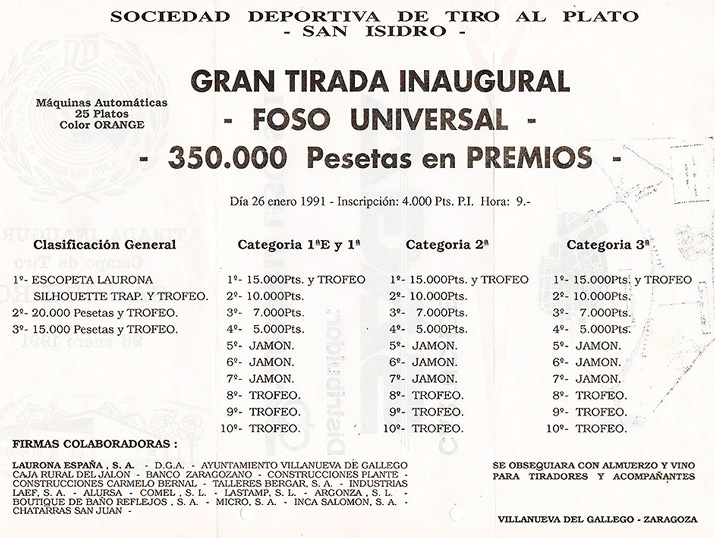 SOCIEDAD DEPORTIVA DE TIRO AL PLATO
- SAN ISIDRO -
Máquinas Automáticas
25 Platos
Color ORANGE
GRAN TIRADA INAUGURAL
- FOSO UNIVERSAL -
- 350.000 Pesetas en PREMIOS -
Día 26 enero 1991 - Inscripción: 4.000 Pts. P.I. Hora: 9.-
Clasificación General
1º- ESCOPETA LAURONA
SILHOUETTE TRAP. Y TROFEO.
2º- 20.000 Pesetas y TROFEO.
3º- 15.000 Pesetas y TROFEO.
Categoria 1ªE y 1ª
1º- 15.000Pts. y TROFEO
2º- 10.000Pts.
3º- 7.000Pts.
4º- 5.000Pts.
5º- JAMON.
6º- JAMON.
7º- JAMON.
8º- TROFEO.
9º- TROFEO.
10º- TROFEO.
Categoria 2ª
1º- 15.000Pts. y TROFEO
2º- 10.000Pts.
3º- 7.000Pts.
4º- 5.000Pts.
5º- JAMON.
6º- JAMON.
7º- JAMON.
8º- TROFEO.
9º- TROFEO.
10º- TROFEO.
Categoria 3ª
1º- 15.000Pts. y TROFEO
2º- 10.000Pts.
3º- 7.000Pts.
4º- 5.000Pts.
5º- JAMON.
6º- JAMON.
7º- JAMON.
8º- TROFEO.
9º- TROFEO.
10º- TROFEO.
FIRMAS COLABORADORAS :
LAURONA ESPAÑA , S. A. - D.G.A. - AYUNTAMIENTO VILLANUEVA DE GALLEGO
CAJA RURAL DEL JALON - BANCO ZARAGOZANO - CONSTRUCCIONES PLANTE -
CONSTRUCCIONES CARMELO BERNAL - TALLERES BERGAR, S. A. - INDUSTRIAS
LAEF, S. A. - ALURSA - COMEL , S. L. - LASTAMP, S. L. - ARGONZA , S. L. -
BOUTIQUE DE BAÑO REFLEJOS , S. A. - MICRO, S. A. - INCA SALOMON, S. A. -
CHATARRAS SAN JUAN -
SE OBSEQUIARA CON ALMUERZO Y VINO
PARA TIRADORES Y ACOMPAÑANTES
VILLANUEVA DEL GALLEGO - ZARAGOZA